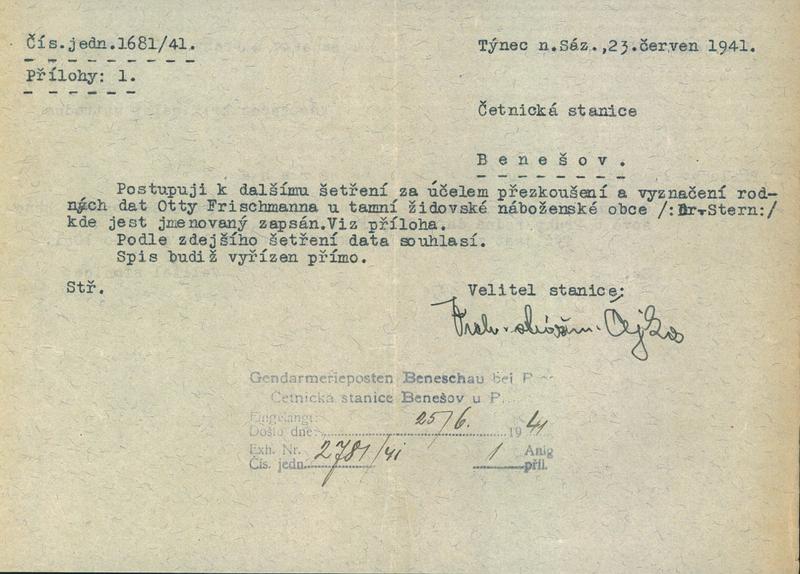 Čís.jedn.1681/41.
Týnec n.Sáz.,23.červen 1941.
Přílohy: 1.
Četnická stanice
Benešov.
Postupuji k dalšímu šetření za účelem přezkoušení a vyznačení rod-
ných dat Otty Frischmanna u tamní židovské náboženské obce /:Dr.Stern:/
kde jest jmenovaný zapsán.Viz příloha.
Podle zdejšího šetření data souhlasí.
Spis budiž vyřízen přímo.
Stř.
Velitel stanice:
Gendarmerieposten Beneschau bei P
Četnická stanice Benešov u P
Eingelangt:
Došlo dne: 25/6. 1941
Exh. Nr. 2781/41 1 Anlg
Čís. jedn. příl.